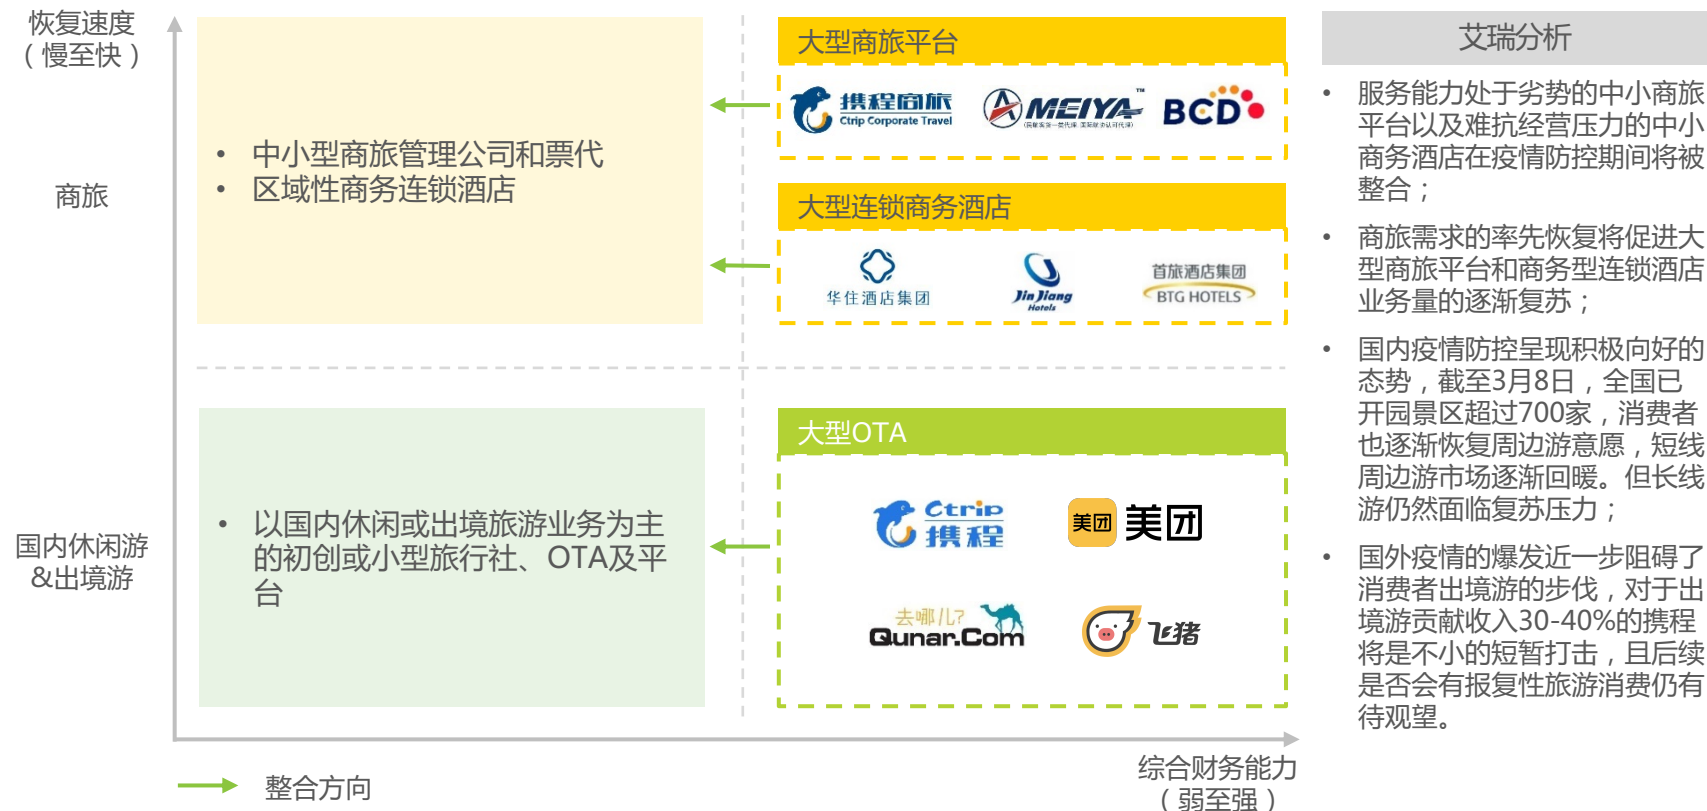 恢复速度
（慢至快）
商旅
国内休闲游
&出境游
• 中小型商旅管理公司和票代
• 区域性商务连锁酒店
• 以国内休闲或出境旅游业务为主
的初创或小型旅行社、OTA及平
台
大型商旅平台
携程商旅
Ctrip Corporate Travel
MEIYA™
BCD
大型连锁商务酒店
华住酒店集团
Jin Jiang
Hotels
首旅酒店集团
BTG HOTELS
大型OTA
Ctrip
携程
美团 美团
去哪儿?
Qunar.Com
飞猪
综合财务能力
（弱至强）
整合方向
艾瑞分析
• 服务能力处于劣势的中小商旅
平台以及难抗经营压力的中小
商务酒店在疫情防控期间将被
整合；
• 商旅需求的率先恢复将促进大
型商旅平台和商务型连锁酒店
业务量的逐渐复苏；
• 国内疫情防控呈现积极向好的
态势，截至3月8日，全国已
开园景区超过700家，消费者
也逐渐恢复周边游意愿，短线
周边游市场逐渐回暖。但长线
游仍然面临复苏压力；
• 国外疫情的爆发近一步阻碍了
消费者出境游的步伐，对于出
境游贡献收入30-40%的携程
将是不小的短暂打击，且后续
是否会有报复性旅游消费仍有
待观望。